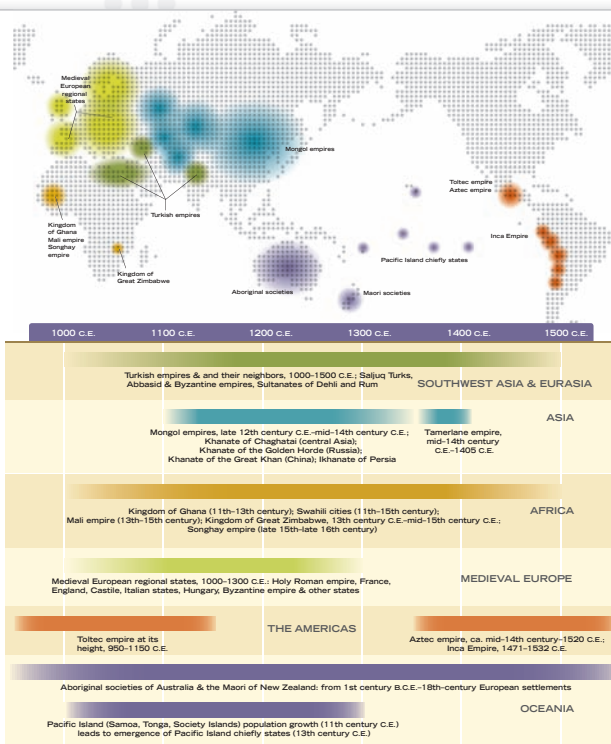 Medieval
European
regional
states
Mongol empires
Toltec empire
Aztec empire
Turkish empires
Kingdom
of Ghana
Mali empire
Songhay
empire
Inca Empire
Pacific Island chiefly states
Kingdom of
Great Zimbabwe
Aboriginal societies
Maori societies
1000 C.E. 1100 C.E. 1200 C.E. 1300 C.E. 1400 C.E. 1500 C.E.
Turkish empires & and their neighbors, 1000–1500 C.E.; Saljuq Turks,
Abbasid & Byzantine empires, Sultanates of Dehli and Rum
SOUTHWEST ASIA & EURASIA
ASIA
Mongol empires, late 12th century C.E.–mid-14th century C.E.;
Khanate of Chaghatai (central Asia);
Khanate of the Golden Horde (Russia);
Khanate of the Great Khan (China); Ikhanate of Persia
Tamerlane empire,
mid-14th century
C.E.–1405 C.E.
Kingdom of Ghana (11th–13th century); Swahili cities (11th–15th century);
Mali empire (13th–15th century); Kingdom of Great Zimbabwe, 13th century C.E.–mid-15th century C.E.;
Songhay empire (late 15th–late 16th century)
AFRICA
Medieval European regional states, 1000–1300 C.E.: Holy Roman empire, France,
England, Castile, Italian states, Hungary, Byzantine empire & other states
MEDIEVAL EUROPE
THE AMERICAS
Toltec empire at its
height, 950–1150 C.E.
Aztec empire, ca. mid-14th century–1520 C.E.;
Inca Empire, 1471–1532 C.E.
Aboriginal societies of Australia & the Maori of New Zealand: from 1st century B.C.E.–18th-century European settlements
OCEANIA
Pacific Island (Samoa, Tonga, Society Islands) population growth (11th century C.E.)
leads to emergence of Pacific Island chiefly states (13th century C.E.)